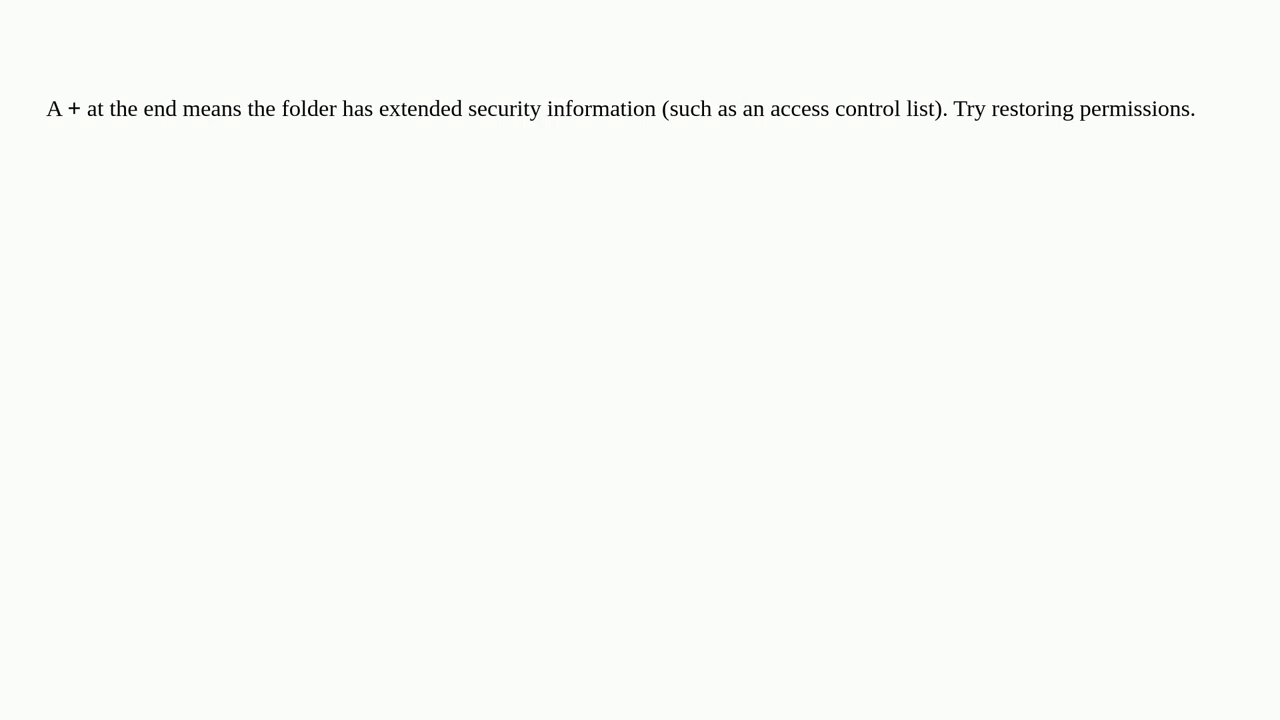 A + at the end means the folder has extended security information (such as an access control list). Try restoring permissions.